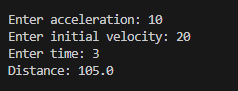 Enter acceleration: 10
Enter initial velocity: 20
Enter time: 3
Distance: 105.0